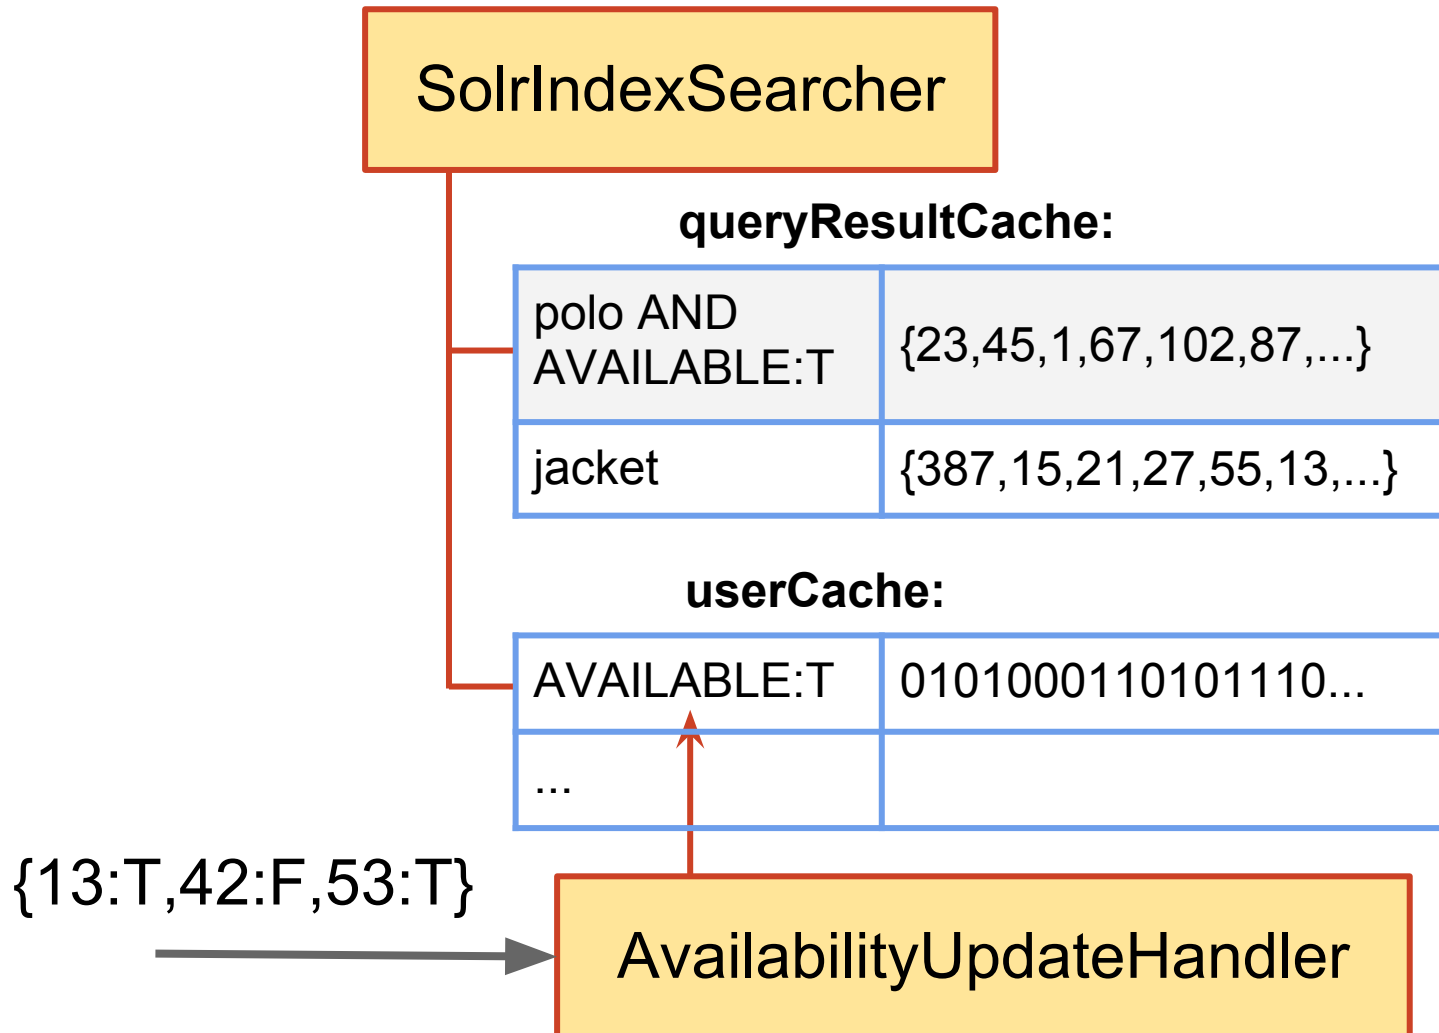 SolrIndexSearcher
queryResultCache:
polo AND
AVAILABLE:T
{23,45,1,67,102,87,...}
jacket
{387,15,21,27,55,13,...}
userCache:
AVAILABLE:T
0101000110101110...
...
{13:T,42:F,53:T}
AvailabilityUpdateHandler